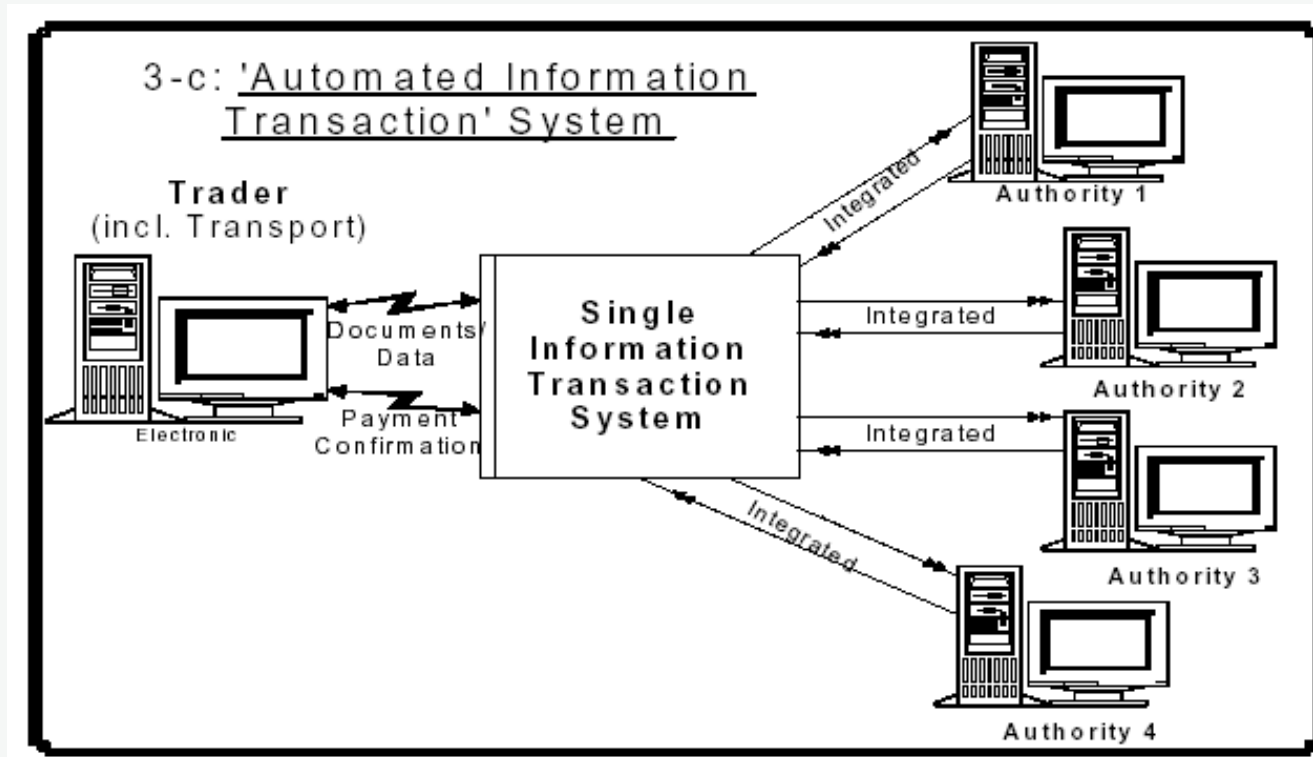 3-c: 'Automated Information
Transaction' System
Trader
(incl. Transport)
Electronic
Documents/
Data
Payment
Confirmation
Single
Information
Transaction
System
Integrated
Authority 1
Integrated
Authority 2
Integrated
Authority 3
Integrated
Authority 4